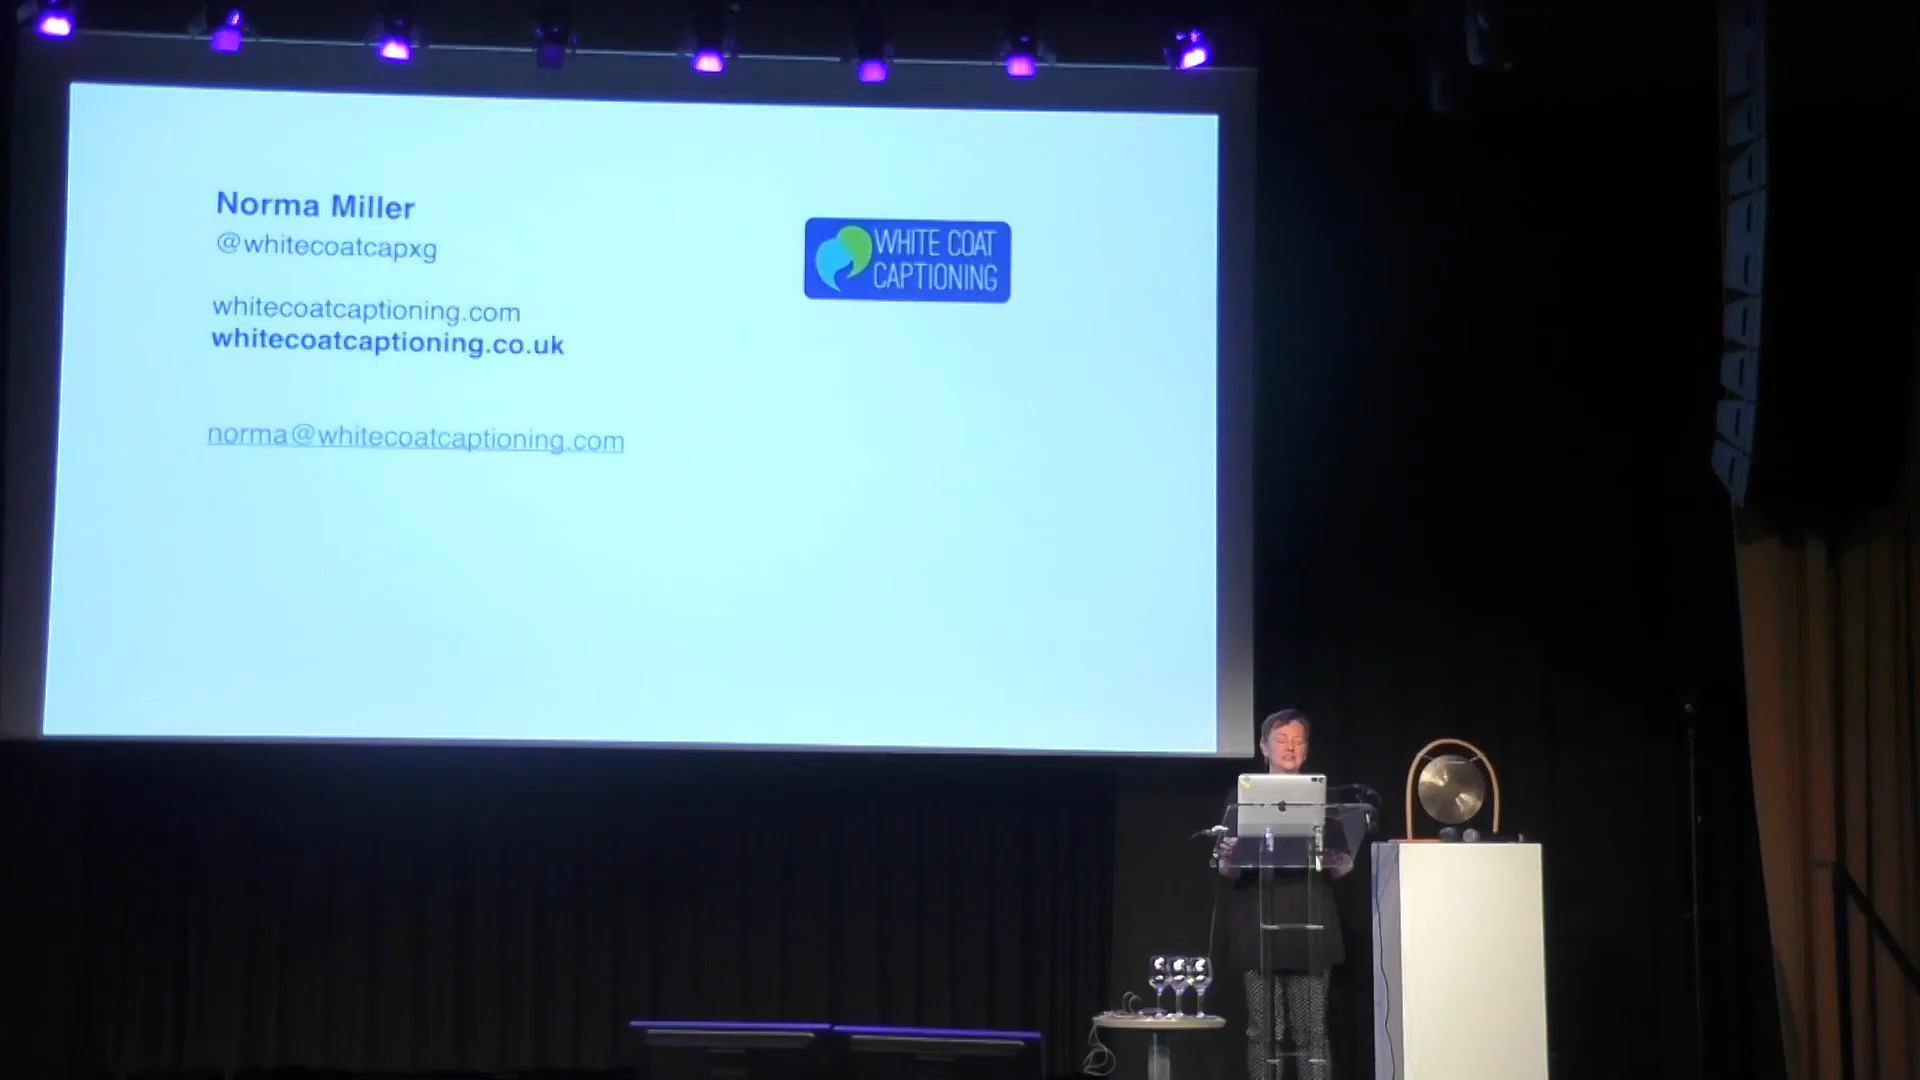 Norma Miller
@whitecoatcapxg
whitecoatcaptioning.com
whitecoatcaptioning.co.uk
norma@whitecoatcaptioning.com
WHITE COAT
CAPTIONING